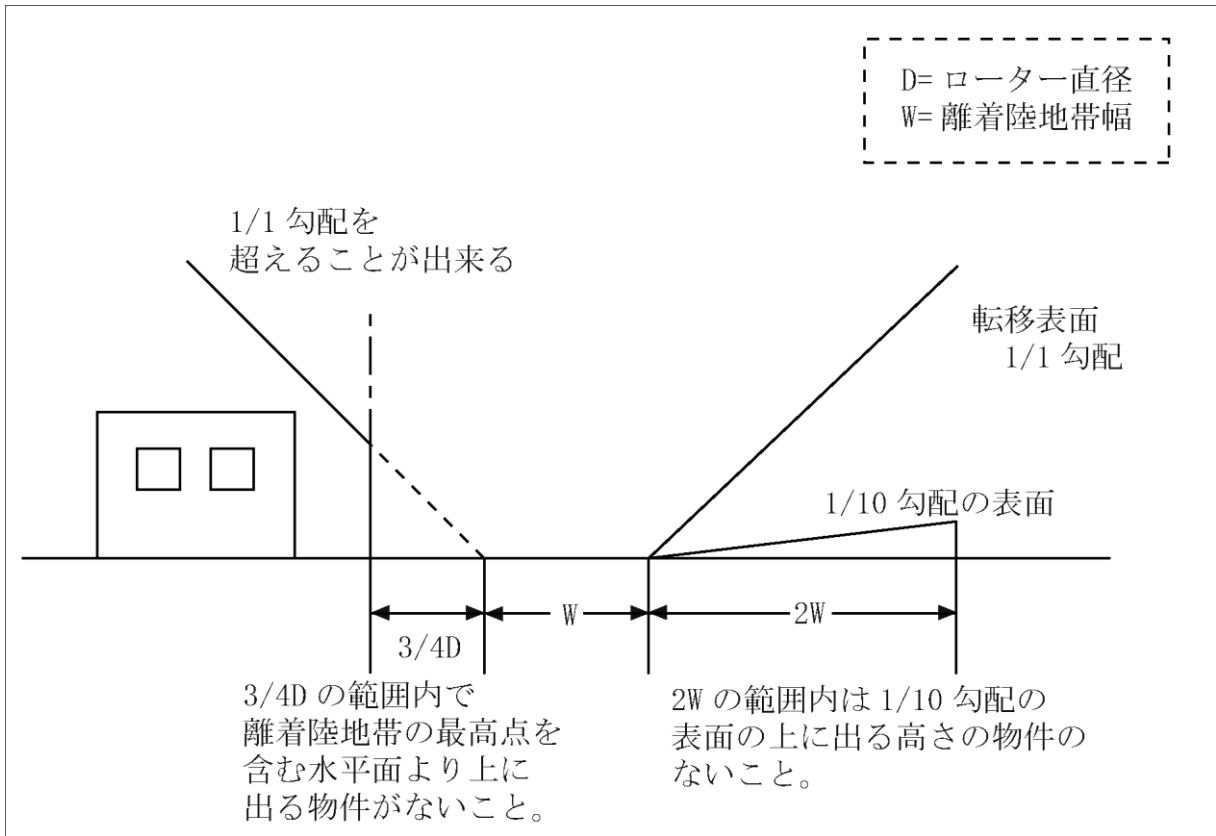 D= ローター直径
W= 離着陸地帯幅
1/1 勾配を
超えることが出来る
転移表面
1/1 勾配
1/10 勾配の表面
3/4D
W
2W
3/4D の範囲内で
離着陸地帯の最高点を
含む水平面より上に
出る物件がないこと。
2W の範囲内は 1/10 勾配の
表面の上に出る高さの物件の
ないこと。